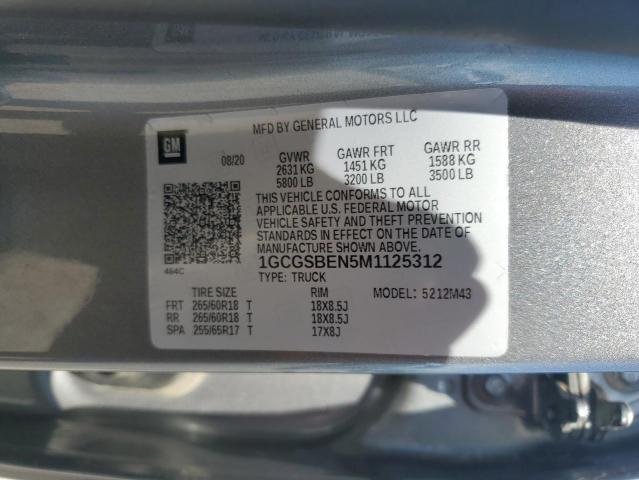 MFD BY GENERAL MOTORS LLC
GM
08/20 GVWR GAWR FRT GAWR RR
2631 KG 1451 KG 1588 KG
5800 LB 3200 LB 3500 LB
THIS VEHICLE CONFORMS TO ALL
APPLICABLE U.S. FEDERAL MOTOR
VEHICLE SAFETY AND THEFT PREVENTION
STANDARDS IN EFFECT ON THE DATE OF
MANUFACTURE SHOWN ABOVE.
464C
1GCGSBEN5M1125312
TYPE: TRUCK
MODEL: 5212M43
TIRE SIZE RIM
FRT 265/60R18 T 18X8.5J
RR 265/60R18 T 18X8.5J
SPA 255/65R17 T 17X8J